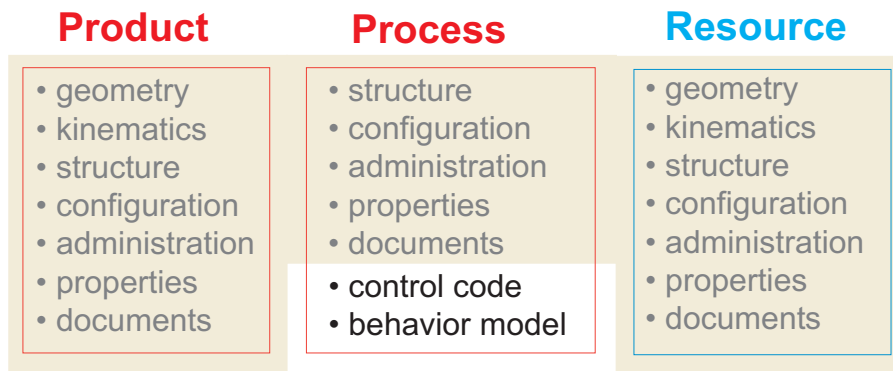 Product
• geometry
• kinematics
• structure
• configuration
• administration
• properties
• documents
Process
• structure
• configuration
• administration
• properties
• documents
• control code
• behavior model
Resource
• geometry
• kinematics
• structure
• configuration
• administration
• properties
• documents